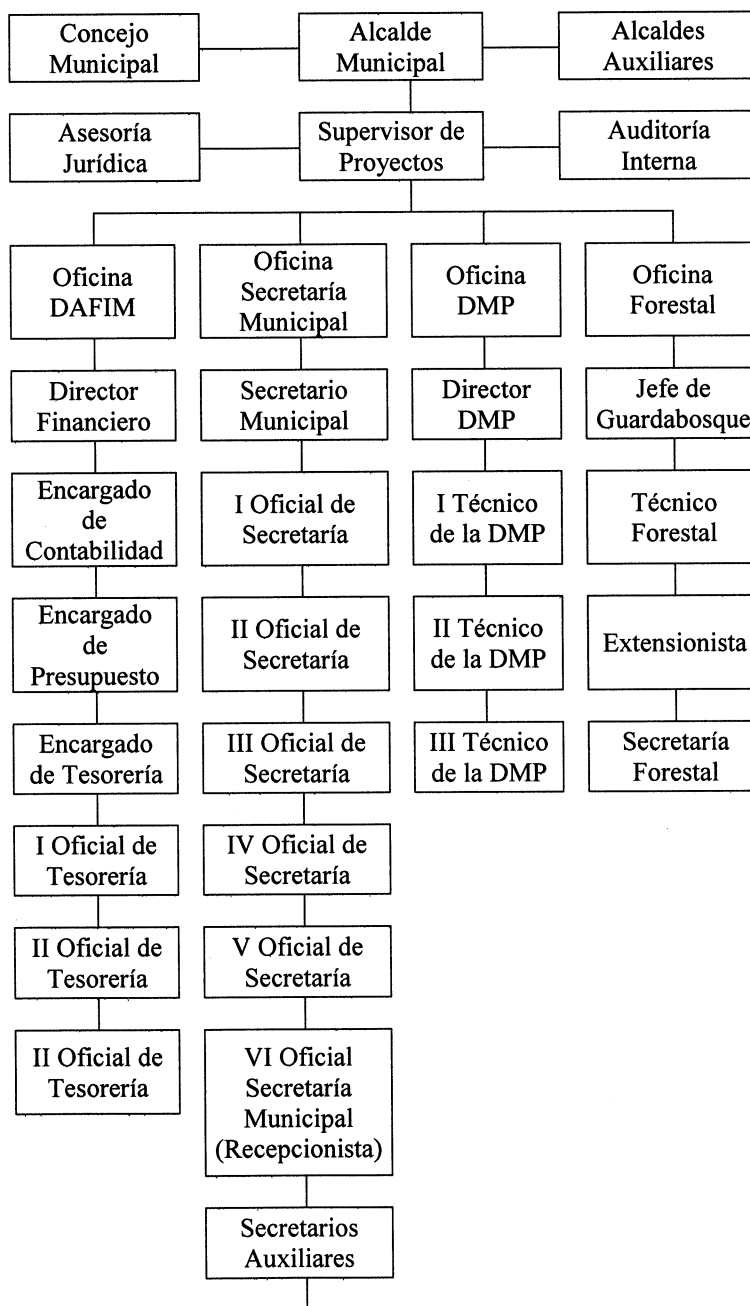 Concejo
Municipal
Alcalde
Municipal
Alcaldes
Auxiliares
Asesoría
Jurídica
Supervisor de
Proyectos
Auditoría
Interna
Oficina
DAFIM
Oficina
Secretaría
Municipal
Oficina
DMP
Oficina
Forestal
Director
Financiero
Secretario
Municipal
Director
DMP
Jefe de
Guardabosque
Encargado
de
Contabilidad
I Oficial de
Secretaría
I Técnico
de la DMP
Técnico
Forestal
Encargado
de
Presupuesto
II Oficial de
Secretaría
II Técnico
de la DMP
Extensionista
Encargado
de Tesorería
III Oficial de
Secretaría
III Técnico
de la DMP
Secretaría
Forestal
I Oficial de
Tesorería
IV Oficial de
Secretaría
II Oficial de
Tesorería
V Oficial de
Secretaría
II Oficial de
Tesorería
VI Oficial
Secretaría
Municipal
(Recepcionista)
Secretarios
Auxiliares